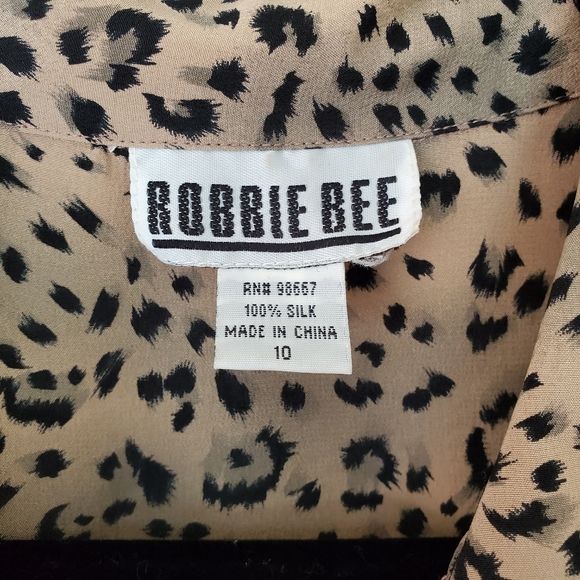 ROBBIE BEE
RN# 98667
100% SILK
MADE IN CHINA
10